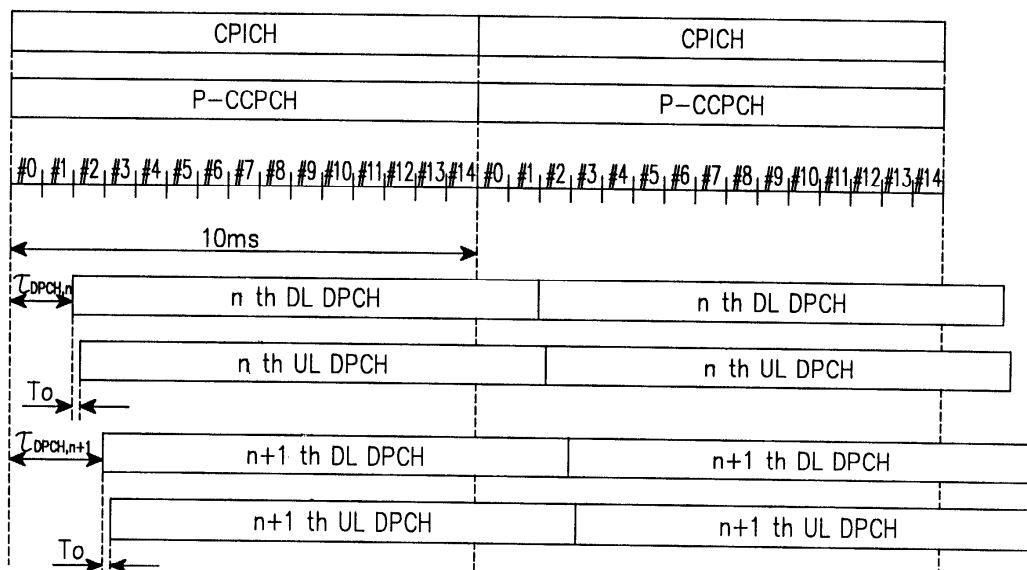 CPICH CPICH
P-CCPCH P-CCPCH
#0 #1 #2 #3 #4 #5 #6 #7 #8 #9 #10 #11 #12 #13 #14 #0 #1 #2 #3 #4 #5 #6 #7 #8 #9 #10 #11 #12 #13 #14
10ms
τDPCH,n n th DL DPCH n th DL DPCH
n th UL DPCH n th UL DPCH
To
τDPCH,n+1 n+1 th DL DPCH n+1 th DL DPCH
n+1 th UL DPCH n+1 th UL DPCH
To